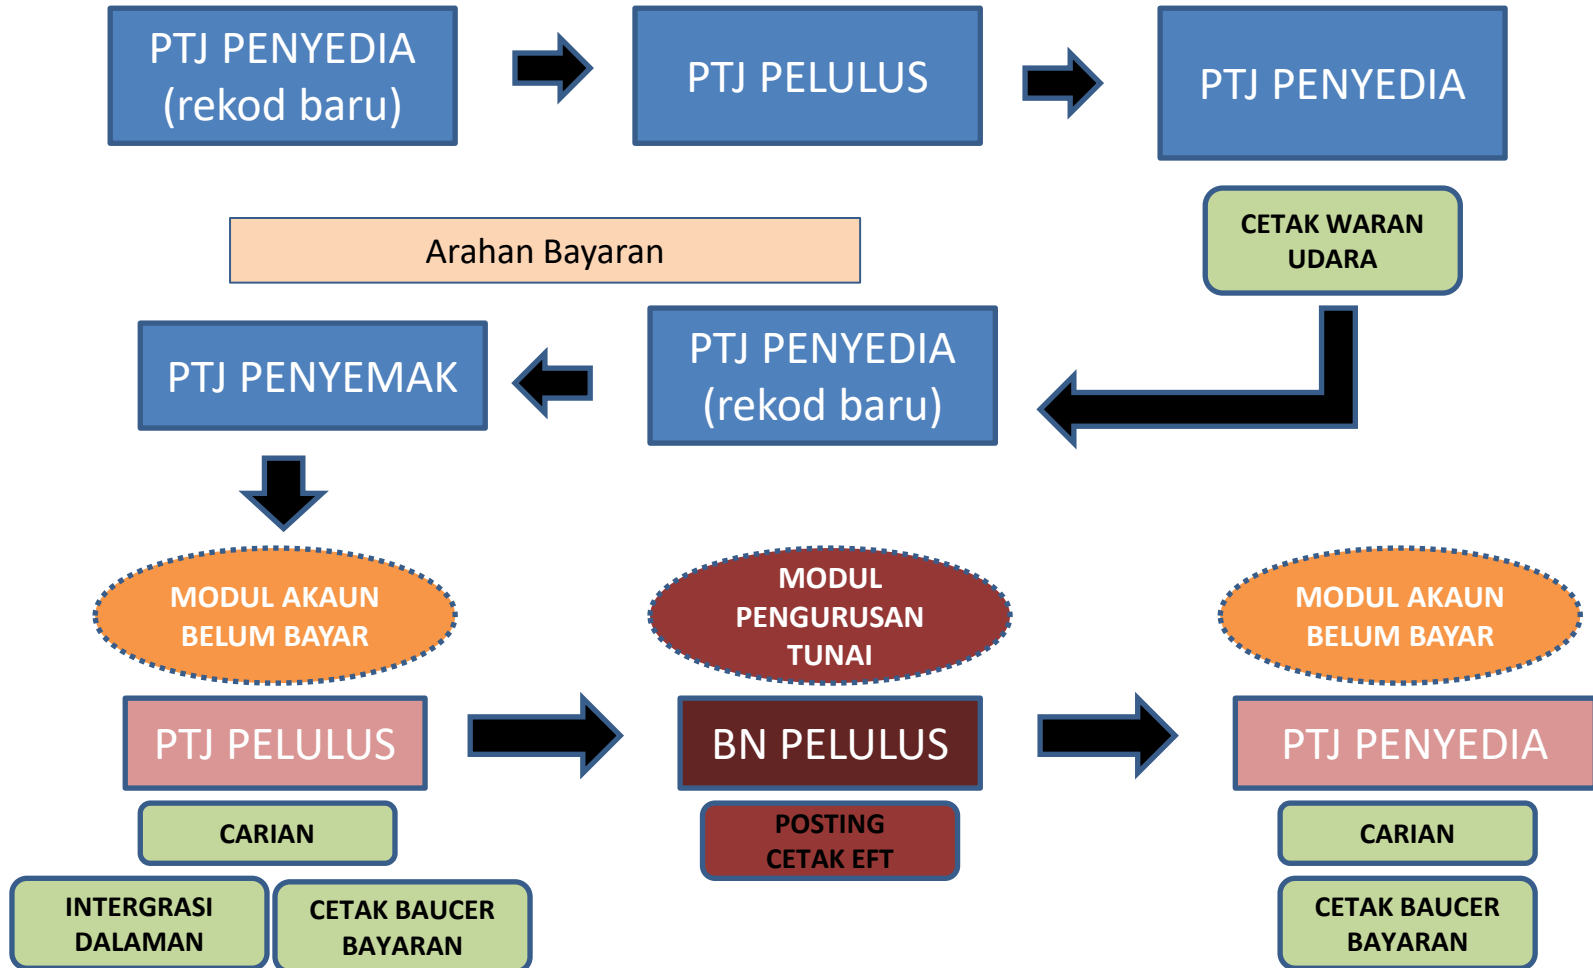 PTJ PENYEDIA
(rekod baru)
PTJ PELULUS
PTJ PENYEDIA
CETAK WARAN
UDARA
Arahan Bayaran
PTJ PENYEMAK
PTJ PENYEDIA
(rekod baru)
MODUL AKAUN
BELUM BAYAR
MODUL
PENGURUSAN
TUNAI
MODUL AKAUN
BELUM BAYAR
PTJ PELULUS
BN PELULUS
PTJ PENYEDIA
CARIAN
POSTING
CETAK EFT
CARIAN
INTERGRASI
DALAMAN
CETAK BAUCER
BAYARAN
CETAK BAUCER
BAYARAN